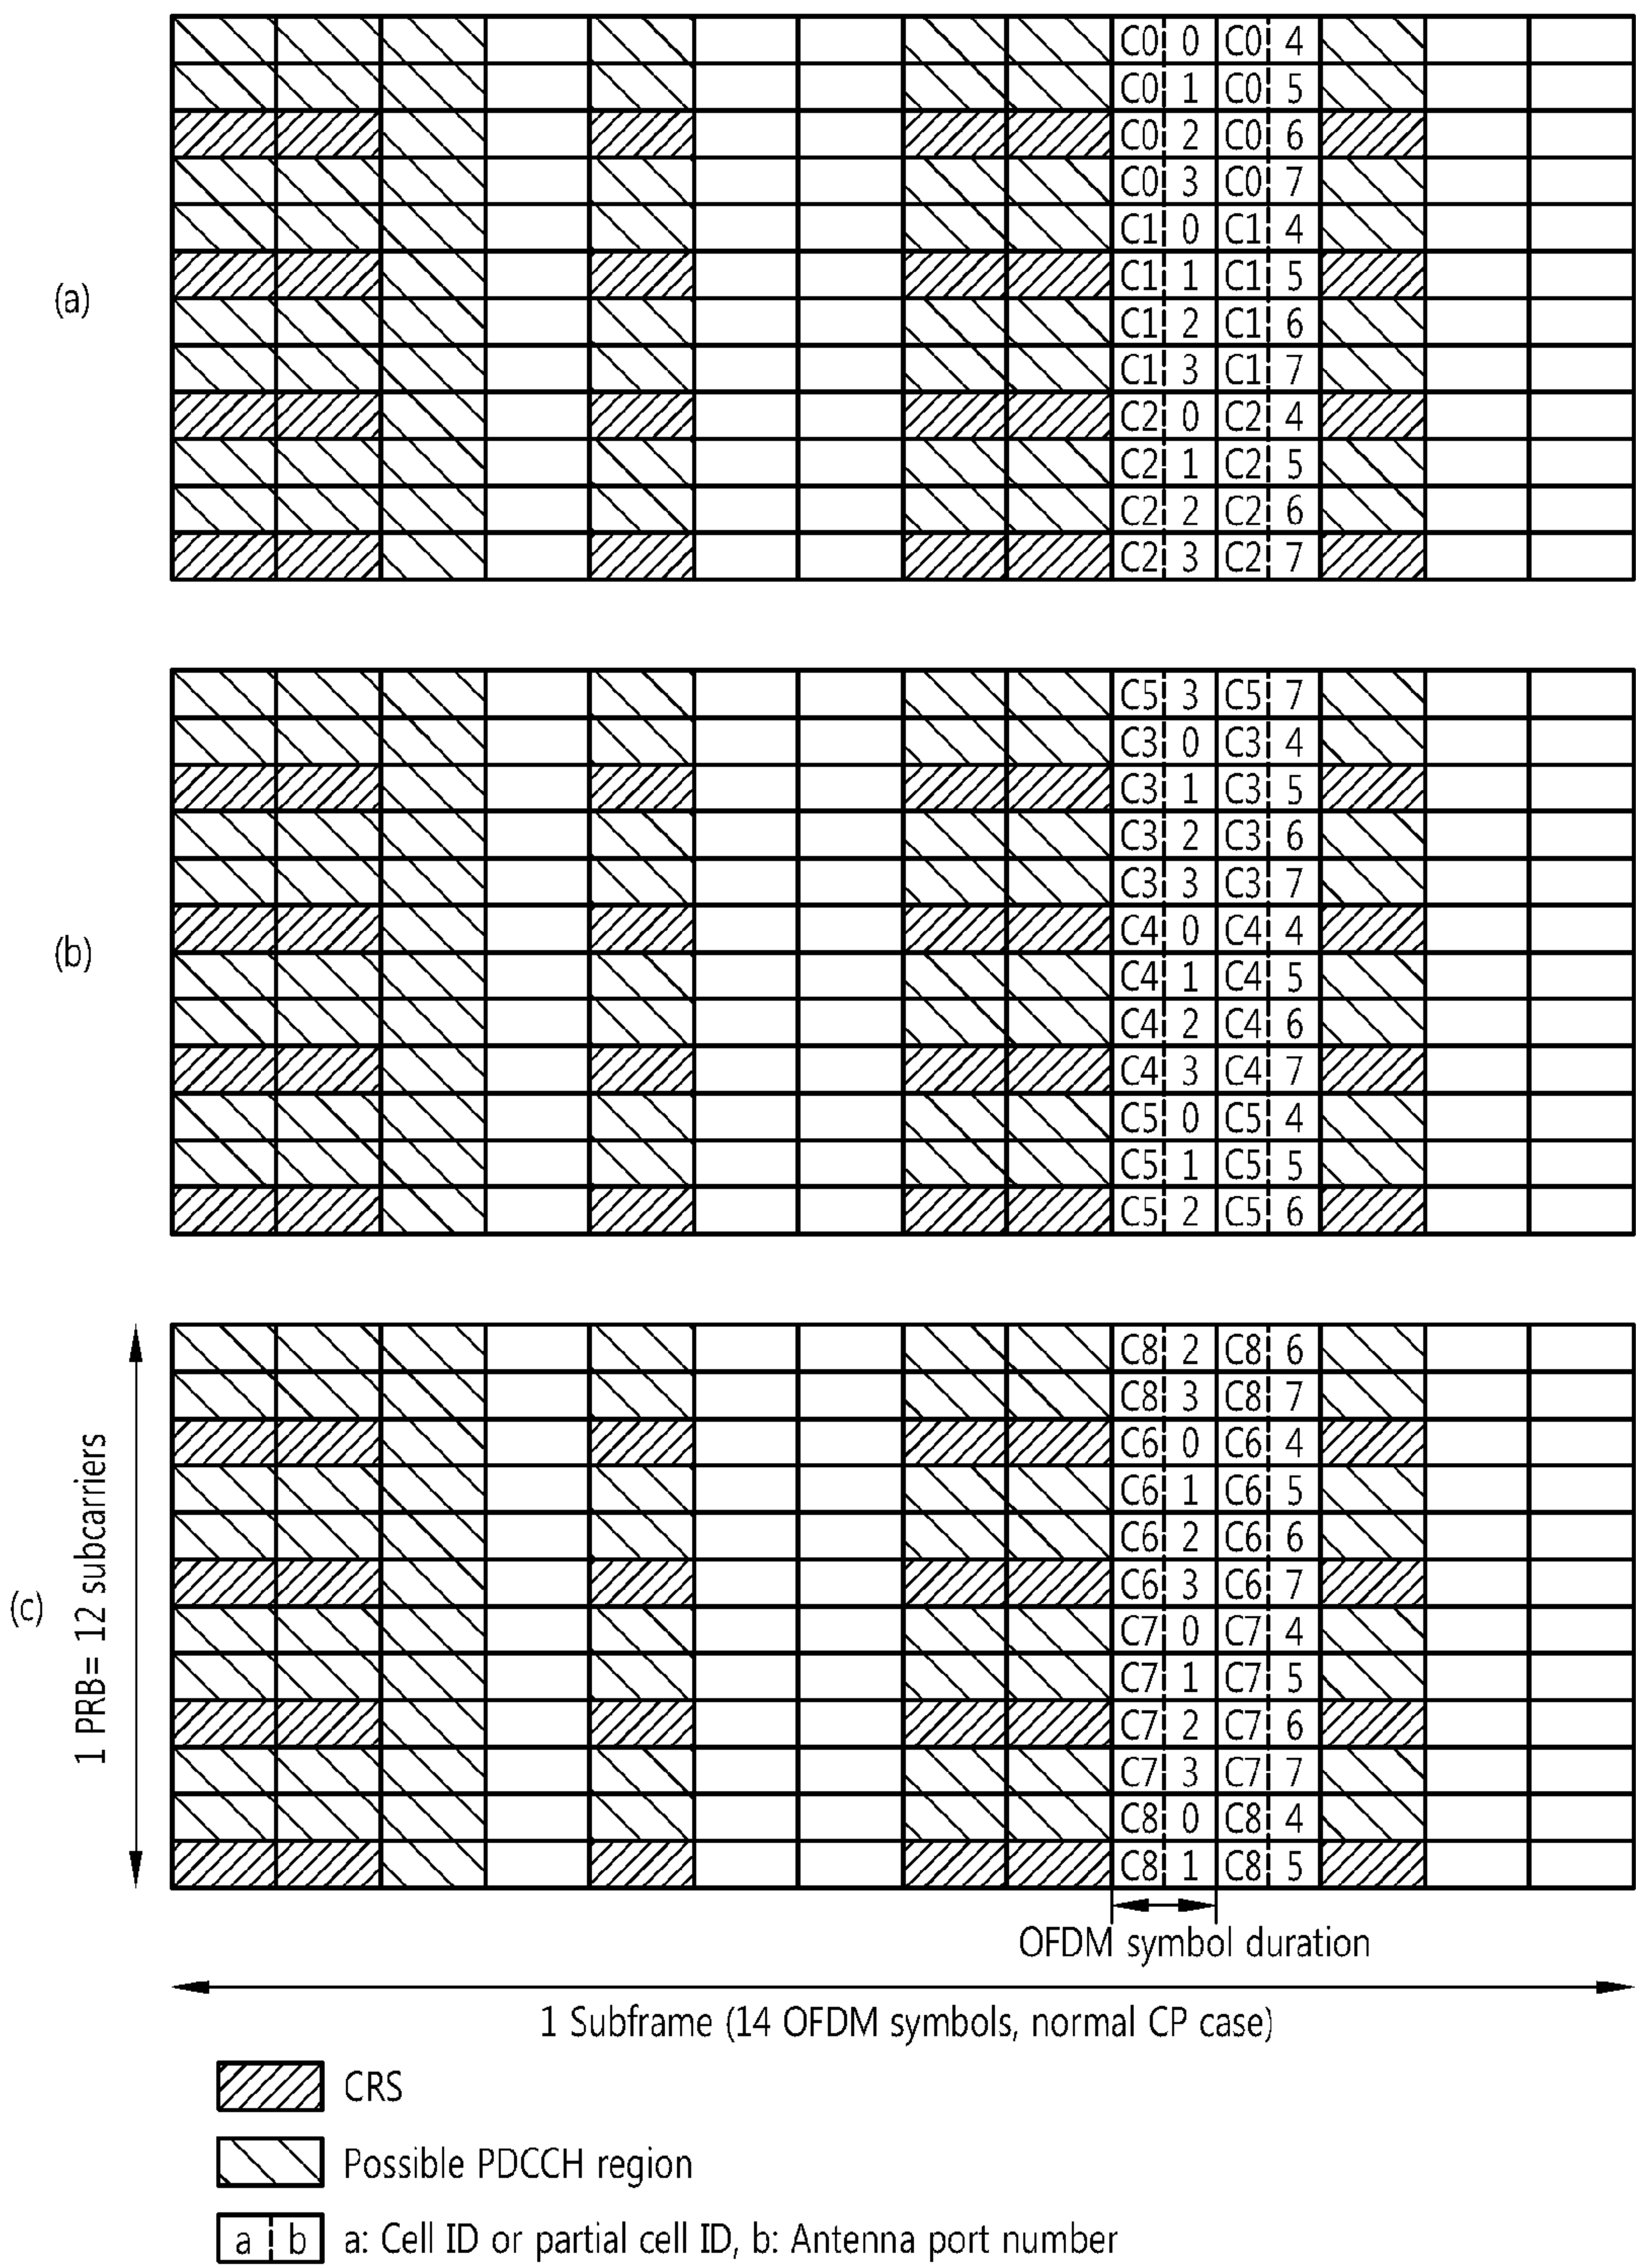 C0 0 C0 4
C0 1 C0 5
C0 2 C0 6
C0 3 C0 7
C1 0 C1 4
C1 1 C1 5
(a)
C1 2 C1 6
C1 3 C1 7
C2 0 C2 4
C2 1 C2 5
C2 2 C2 6
C2 3 C2 7
C5 3 C5 7
C3 0 C3 4
C3 1 C3 5
C3 2 C3 6
C3 3 C3 7
C4 0 C4 4
(b)
C4 1 C4 5
C4 2 C4 6
C4 3 C4 7
C5 0 C5 4
C5 1 C5 5
C5 2 C5 6
C8 2 C8 6
C8 3 C8 7
C6 0 C6 4
C6 1 C6 5
C6 2 C6 6
C6 3 C6 7
(c)
1 PRB= 12 subcarriers
C7 0 C7 4
C7 1 C7 5
C7 2 C7 6
C7 3 C7 7
C8 0 C8 4
C8 1 C8 5
OFDM symbol duration
1 Subframe (14 OFDM symbols, normal CP case)
CRS
Possible PDCCH region
a b a: Cell ID or partial cell ID, b: Antenna port number